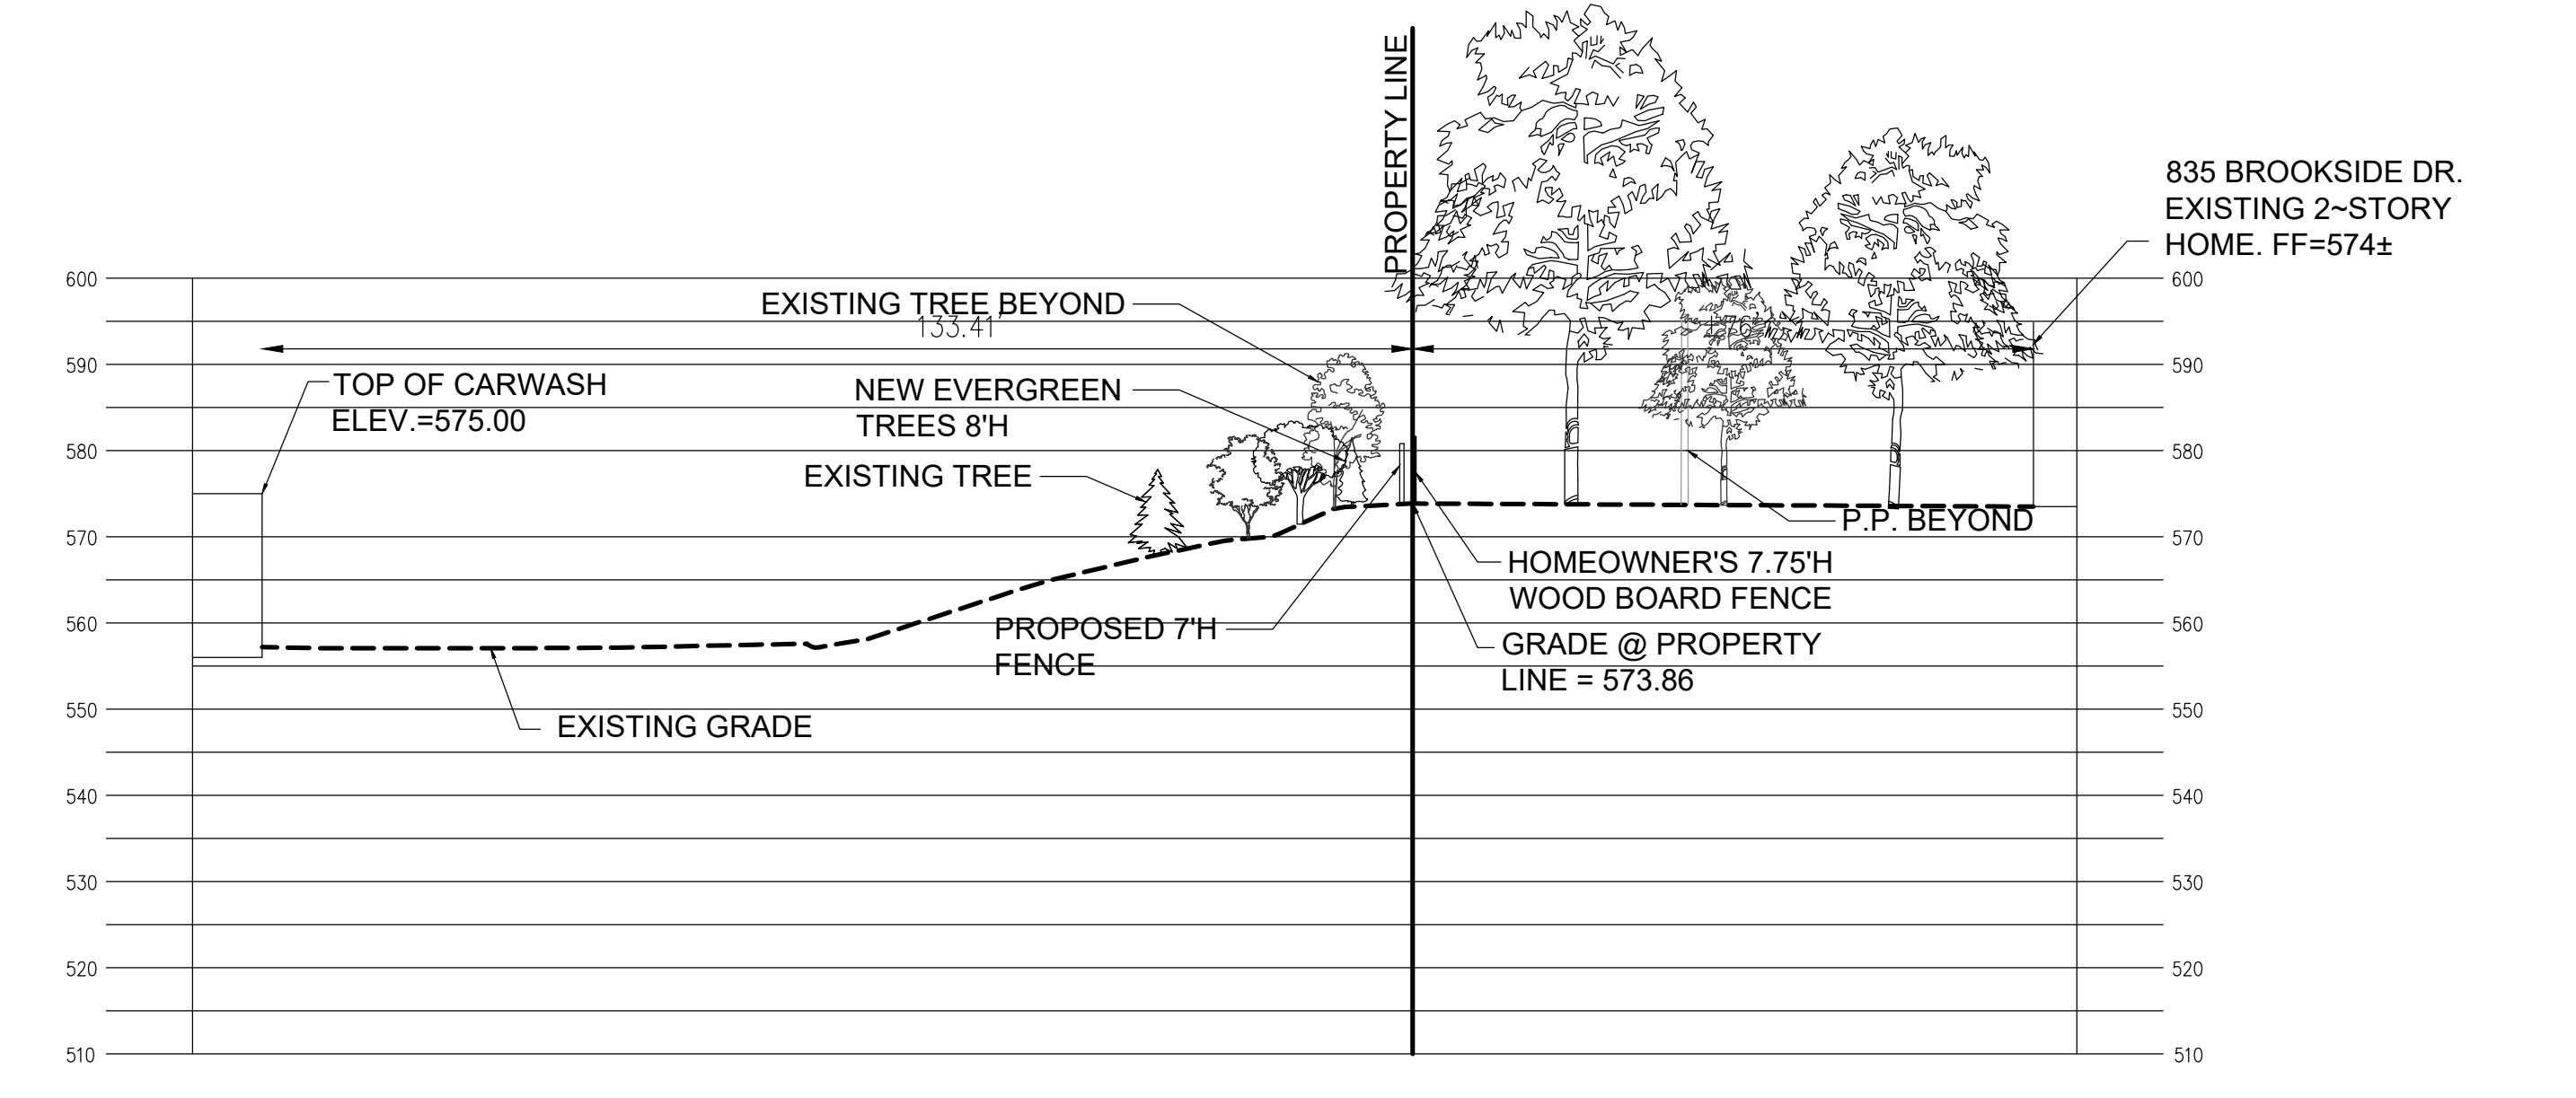 PROPERTY LINE
835 BROOKSIDE DR.
EXISTING 2~STORY
HOME. FF=574±
600
600
EXISTING TREE BEYOND
133.41'
590
590
TOP OF CARWASH
ELEV.=575.00
NEW EVERGREEN
TREES 8'H
580
580
EXISTING TREE
P.P. BEYOND
570
570
HOMEOWNER'S 7.75'H
WOOD BOARD FENCE
560
560
PROPOSED 7'H
FENCE
GRADE @ PROPERTY
LINE = 573.86
550
550
EXISTING GRADE
540
540
530
530
520
520
510
510